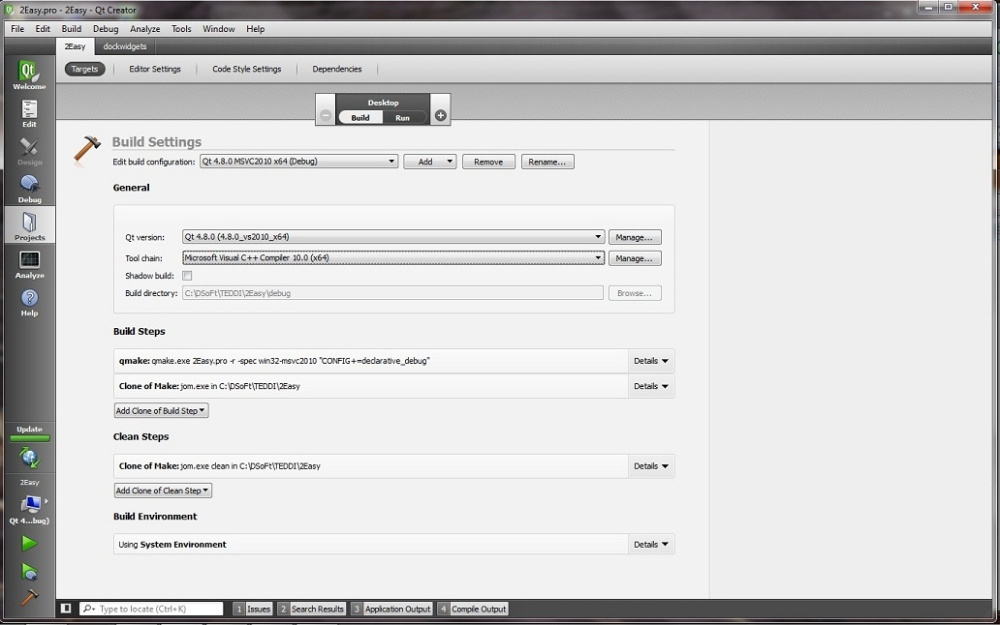 2Easy.pro - 2Easy - Qt Creator
File Edit Build Debug Analyze Tools Window Help
2Easy dockwidgets
Targets Editor Settings Code Style Settings Dependencies
Qt
Welcome
Edit
Design
Debug
Projects
Analyze
Help
Desktop
Build Run
Build Settings
Edit build configuration: Qt 4.8.0 MSVC2010 x64 (Debug) Add Remove Rename...
General
Qt version: Qt 4.8.0 (4.8.0_vs2010_x64) Manage...
Tool chain: Microsoft Visual C++ Compiler 10.0 (x64) Manage...
Shadow build:
Build directory: C:\DSoft\TEDDI\2Easy\debug Browse...
Build Steps
qmake: qmake.exe 2Easy.pro -r -spec win32-msvc2010 "CONFIG+=declarative_debug" Details
Clone of Make: jom.exe in C:\DSoft\TEDDI\2Easy Details
Add Clone of Build Step
Clean Steps
Clone of Make: jom.exe clean in C:\DSoft\TEDDI\2Easy Details
Add Clone of Clean Step
Build Environment
Using System Environment Details
Update
2Easy
Qt 4...bug)
Type to locate (Ctrl+K) 1 Issues 2 Search Results 3 Application Output 4 Compile Output